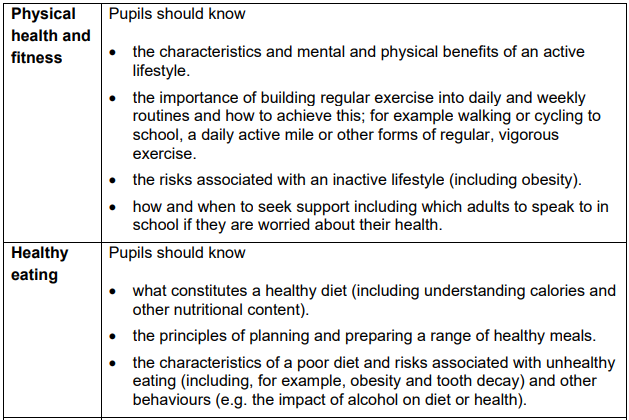 Physical
health and
fitness
Pupils should know
• the characteristics and mental and physical benefits of an active
lifestyle.
• the importance of building regular exercise into daily and weekly
routines and how to achieve this; for example walking or cycling to
school, a daily active mile or other forms of regular, vigorous
exercise.
• the risks associated with an inactive lifestyle (including obesity).
• how and when to seek support including which adults to speak to in
school if they are worried about their health.
Healthy
eating
Pupils should know
• what constitutes a healthy diet (including understanding calories and
other nutritional content).
• the principles of planning and preparing a range of healthy meals.
• the characteristics of a poor diet and risks associated with unhealthy
eating (including, for example, obesity and tooth decay) and other
behaviours (e.g. the impact of alcohol on diet or health).